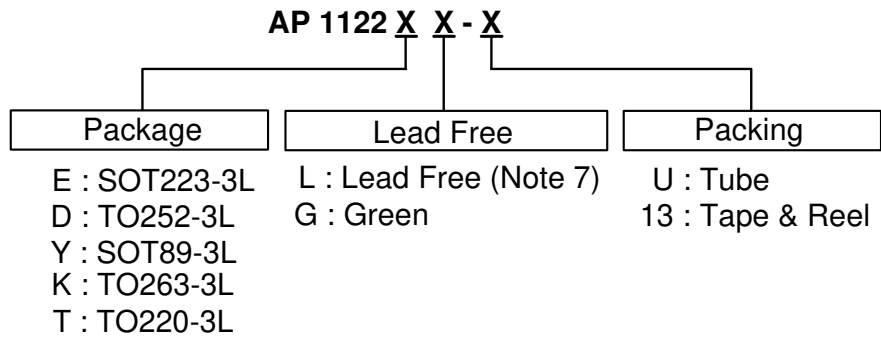 AP 1122 X X - X
Package
Lead Free
Packing
E : SOT223-3L
D : TO252-3L
Y : SOT89-3L
K : TO263-3L
T : TO220-3L
L : Lead Free (Note 7)
G : Green
U : Tube
13 : Tape & Reel